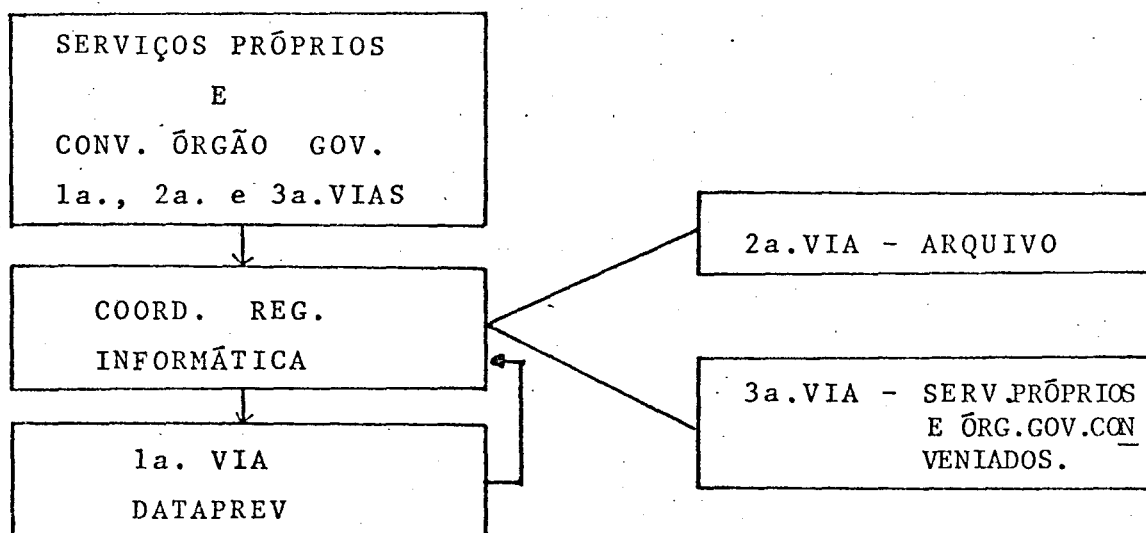 SERVIÇOS PRÓPRIOS
E
CONV. ÓRGÃO GOV.
1a., 2a. e 3a.VIAS
COORD. REG.
INFORMÁTICA
1a. VIA
DATAPREV
2a.VIA - ARQUIVO
3a.VIA - SERV.PRÓPRIOS
E ÓRG.GOV.CON
VENIADOS.